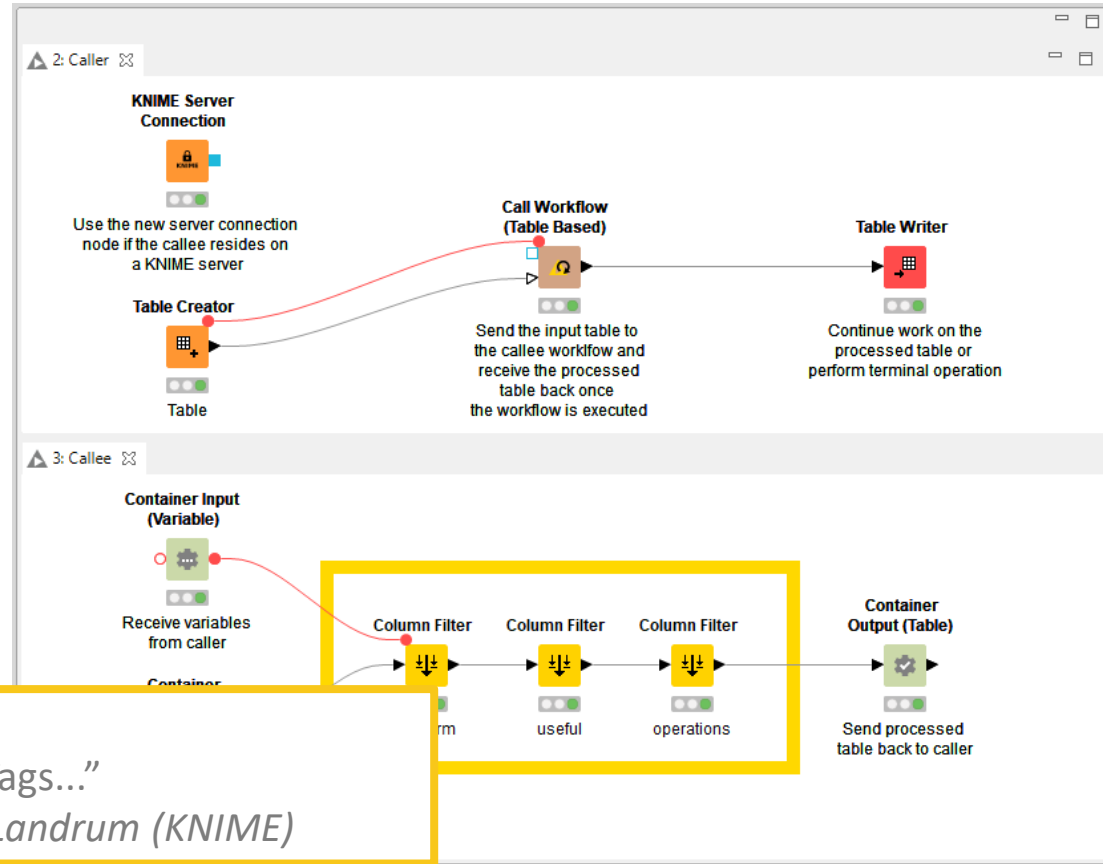 2: Caller
KNIME Server
Connection
KNIME
Use the new server connection
node if the callee resides on
a KNIME server
Call Workflow
(Table Based)
Table Writer
Table Creator
Table
Send the input table to
the callee worklfow and
receive the processed
table back once
the workflow is executed
Continue work on the
processed table or
perform terminal operation
3: Callee
Container Input
(Variable)
Receive variables
from caller
Container
Column Filter
Column Filter
Column Filter
Container
Output (Table)
rm
useful
operations
Send processed
table back to caller
ags...”
Landrum (KNIME)